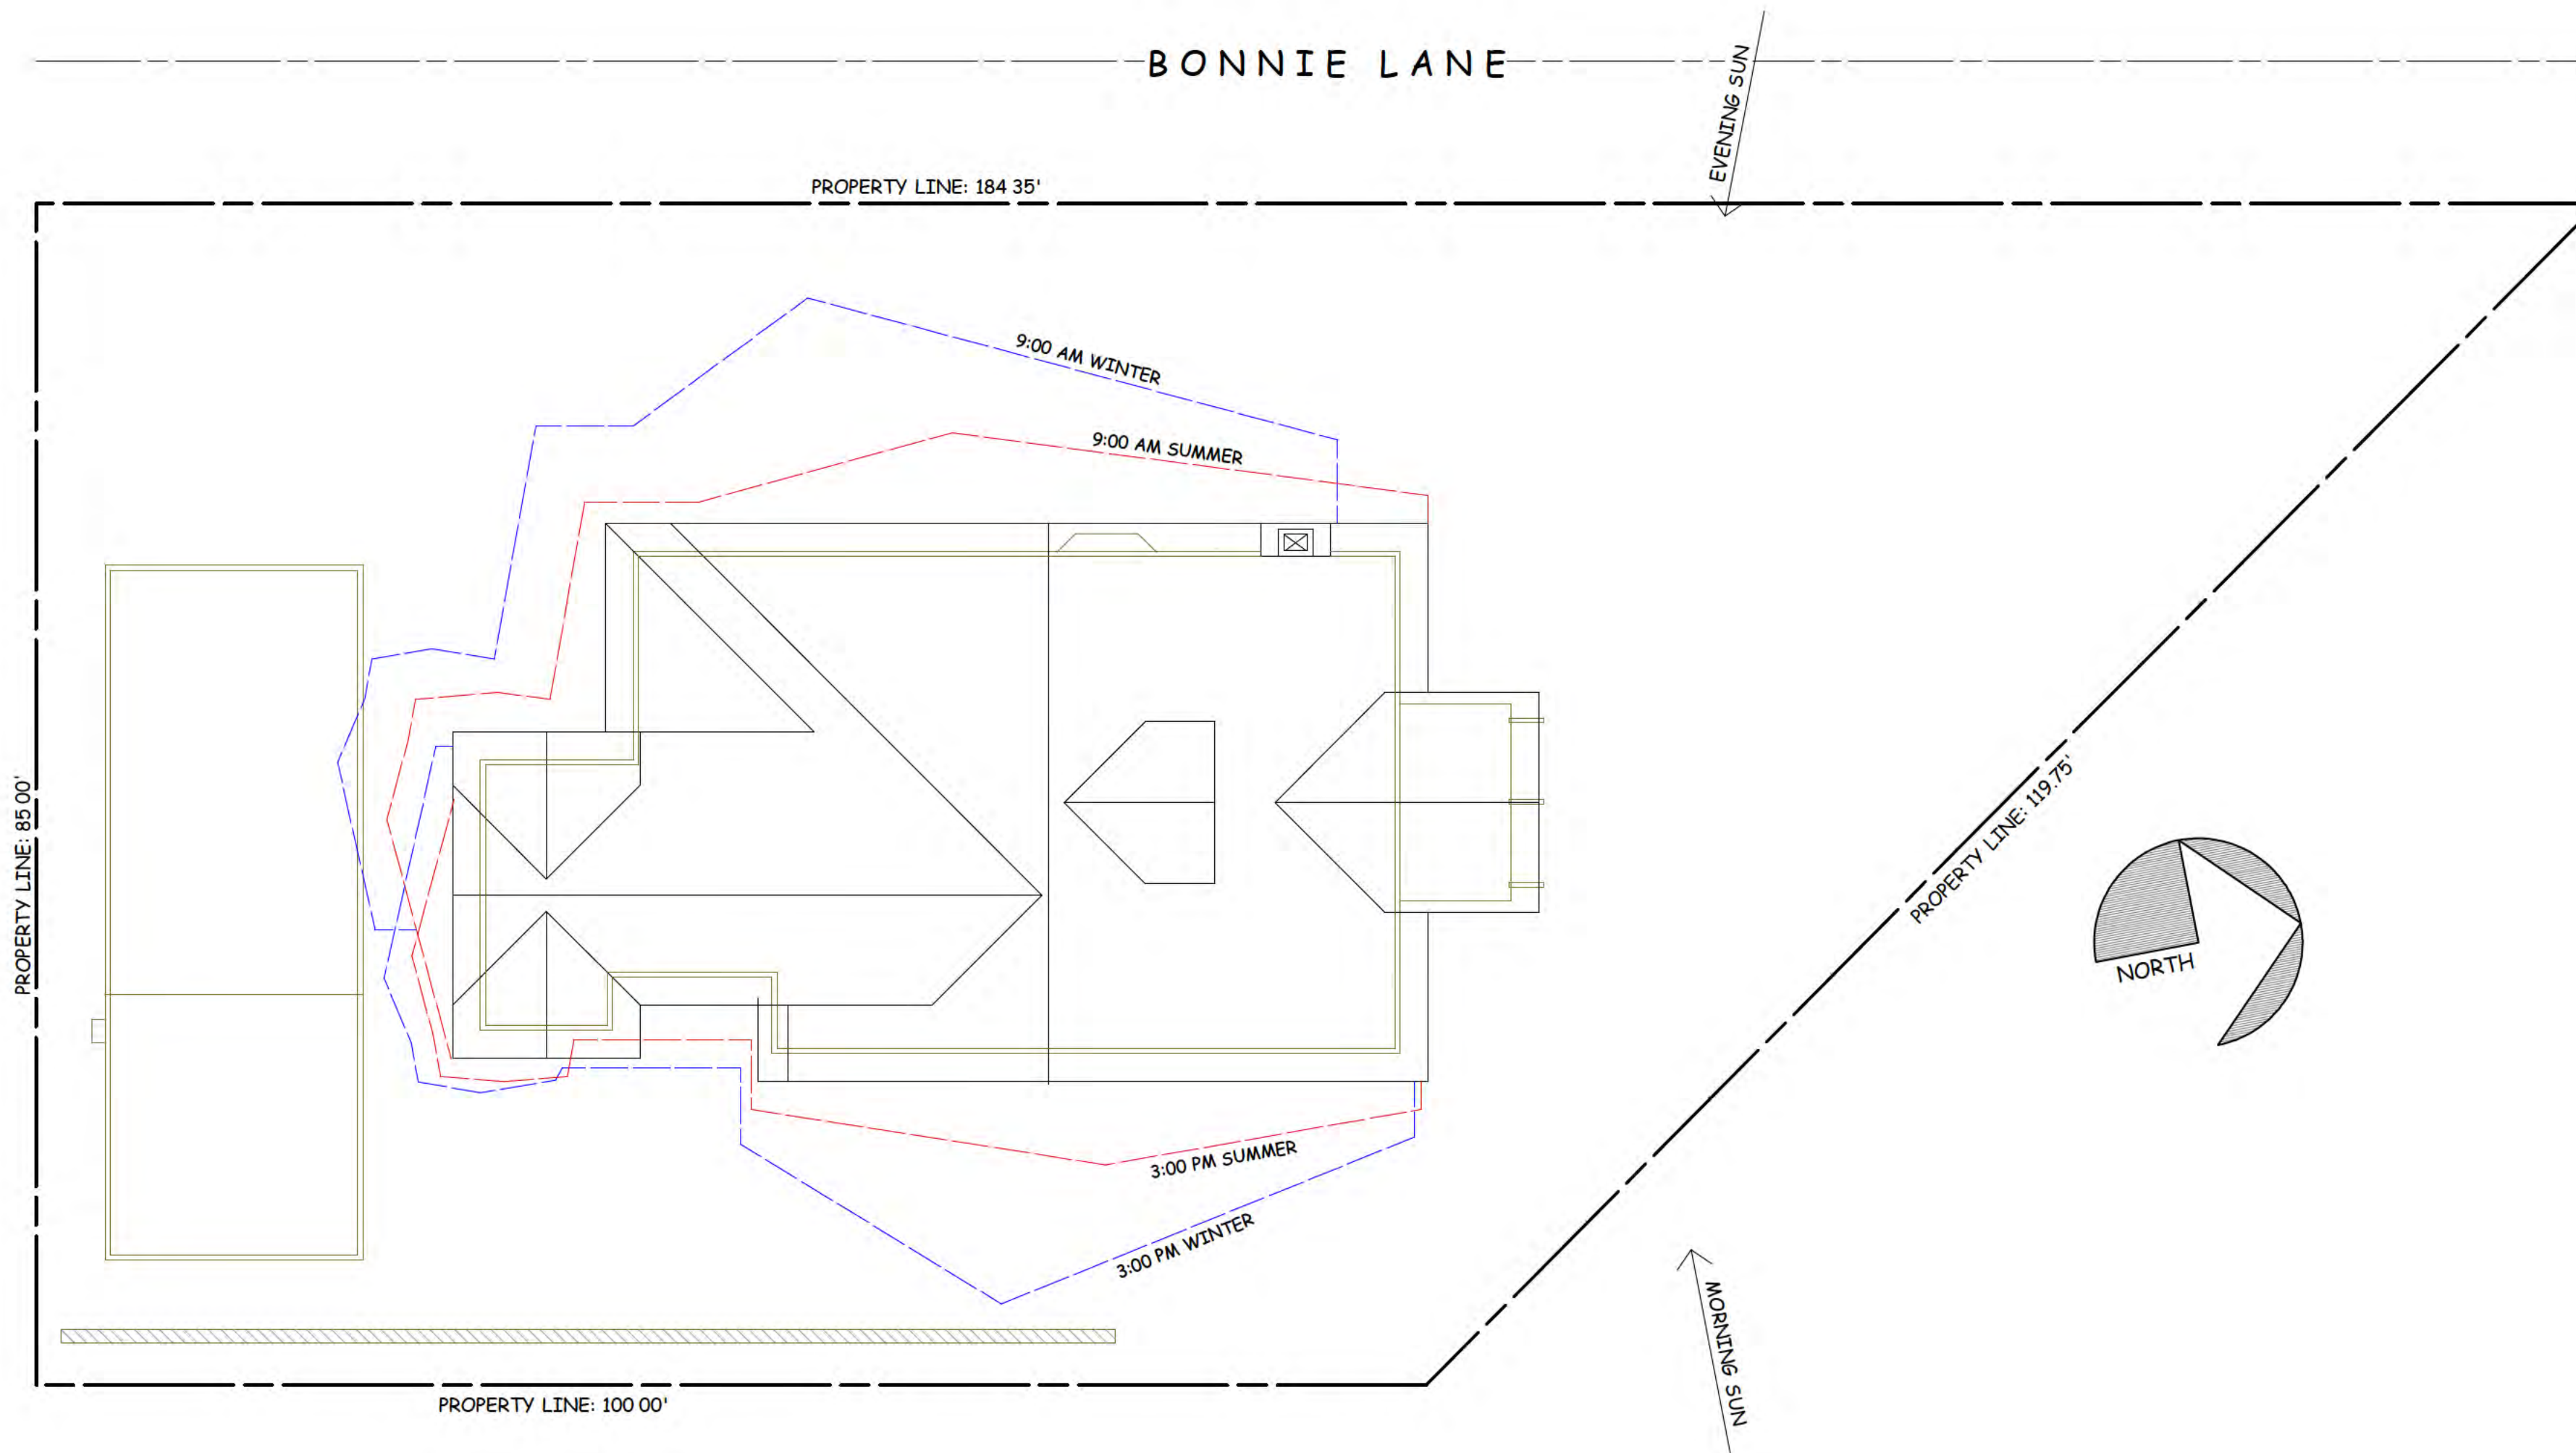 BONNIE LANE
EVENING SUN
PROPERTY LINE: 184 35'
9:00 AM WINTER
9:00 AM SUMMER
PROPERTY LINE: 85 00'
PROPERTY LINE: 119.75'
NORTH
3:00 PM SUMMER
3:00 PM WINTER
MORNING SUN
PROPERTY LINE: 100 00'